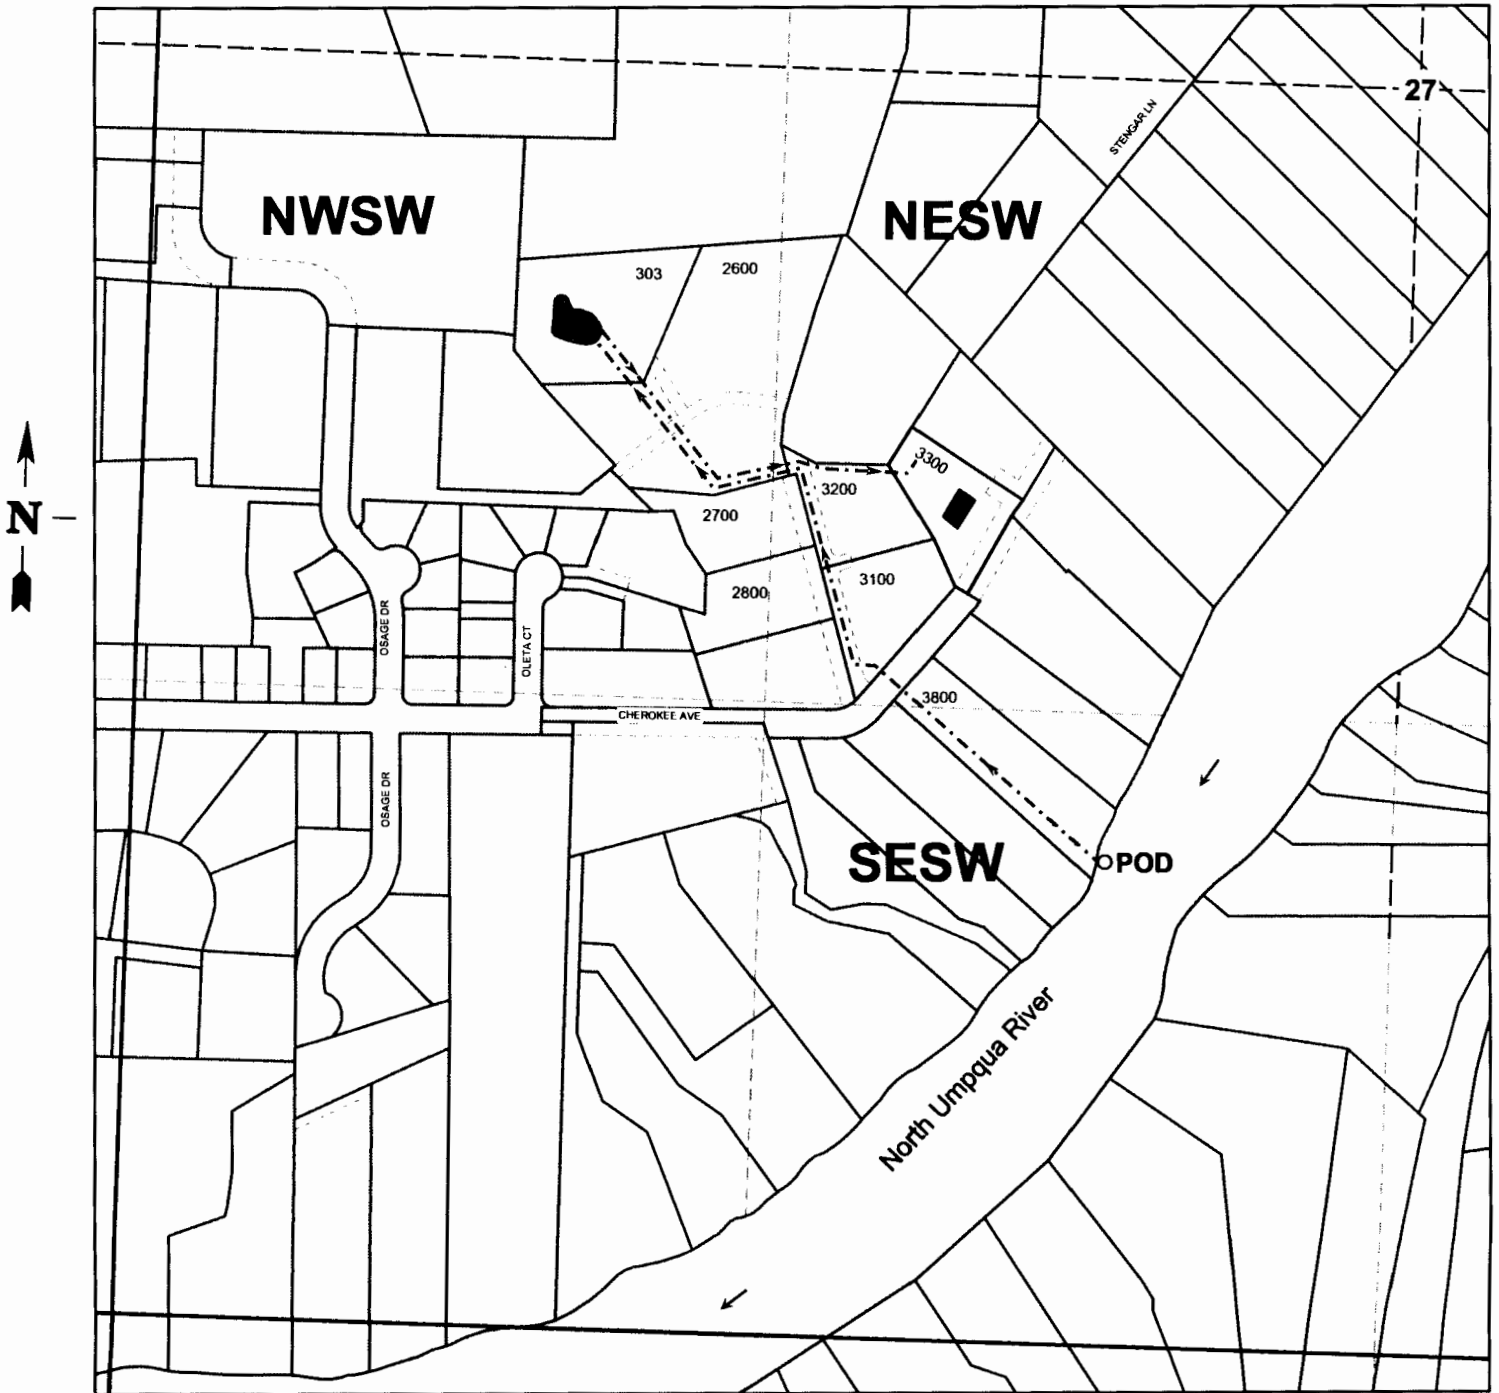 27
STENGAR LN
NWSW
NESW
303
2600
3300
3200
N
2700
3100
2800
OSAGE DR
OLETA CT
3800
CHEROKEE AVE
OSAGE DR
SESW
POD
North Umpqua River